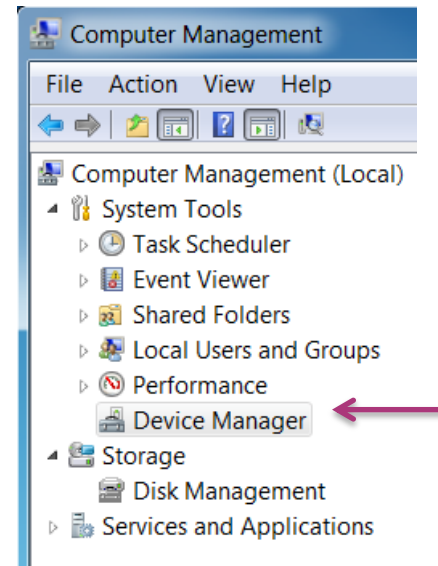 Computer Management
File Action View Help
Computer Management (Local)
System Tools
Task Scheduler
Event Viewer
Shared Folders
Local Users and Groups
Performance
Device Manager
Storage
Disk Management
Services and Applications